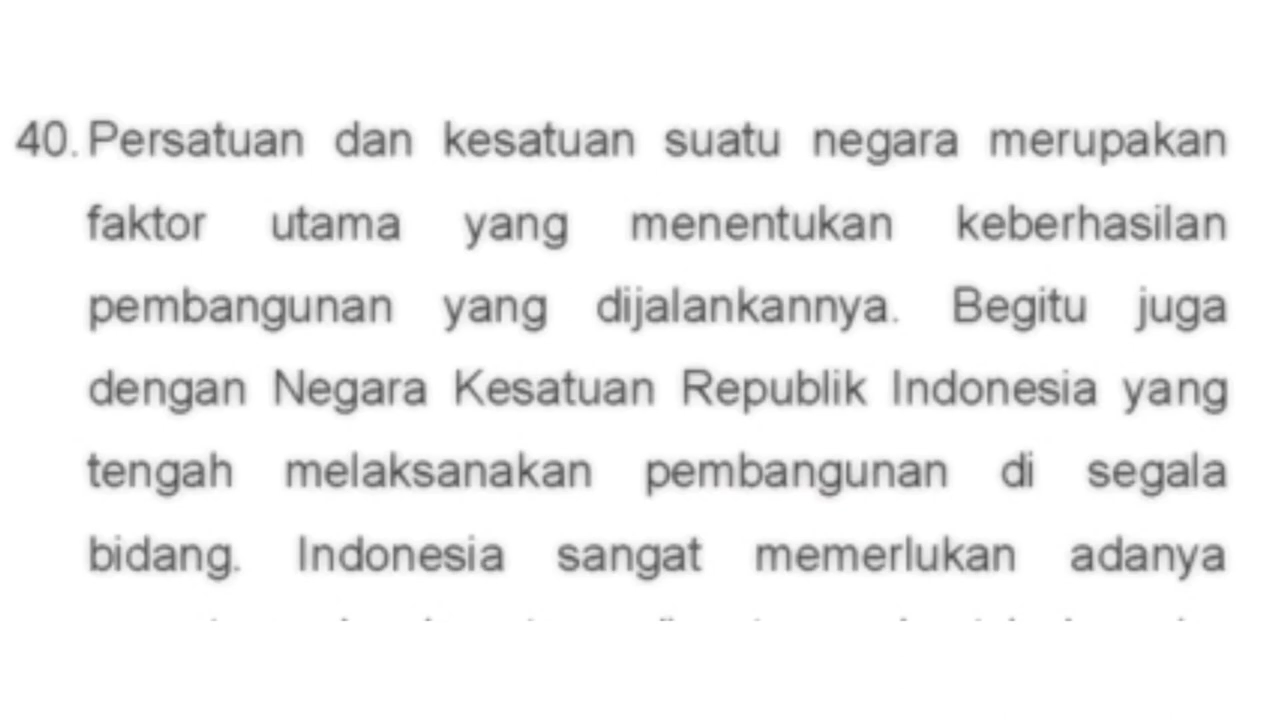 40. Persatuan dan kesatuan suatu negara merupakan
faktor utama yang menentukan keberhasilan
pembangunan yang dijalankannya. Begitu juga
dengan Negara Kesatuan Republik Indonesia yang
tengah melaksanakan pembangunan di segala
bidang. Indonesia sangat memerlukan adanya